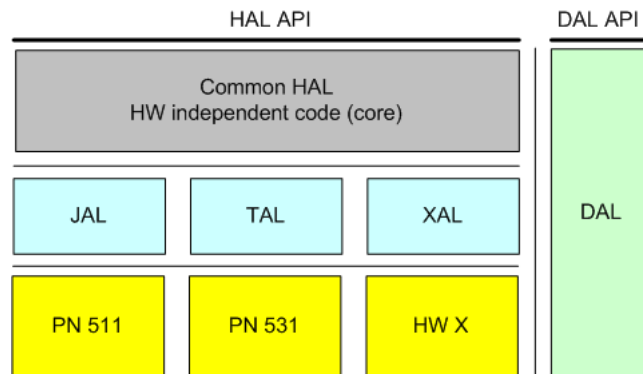 HAL API
DAL API
Common HAL
HW independent code (core)
JAL
TAL
XAL
DAL
PN 511
PN 531
HW X